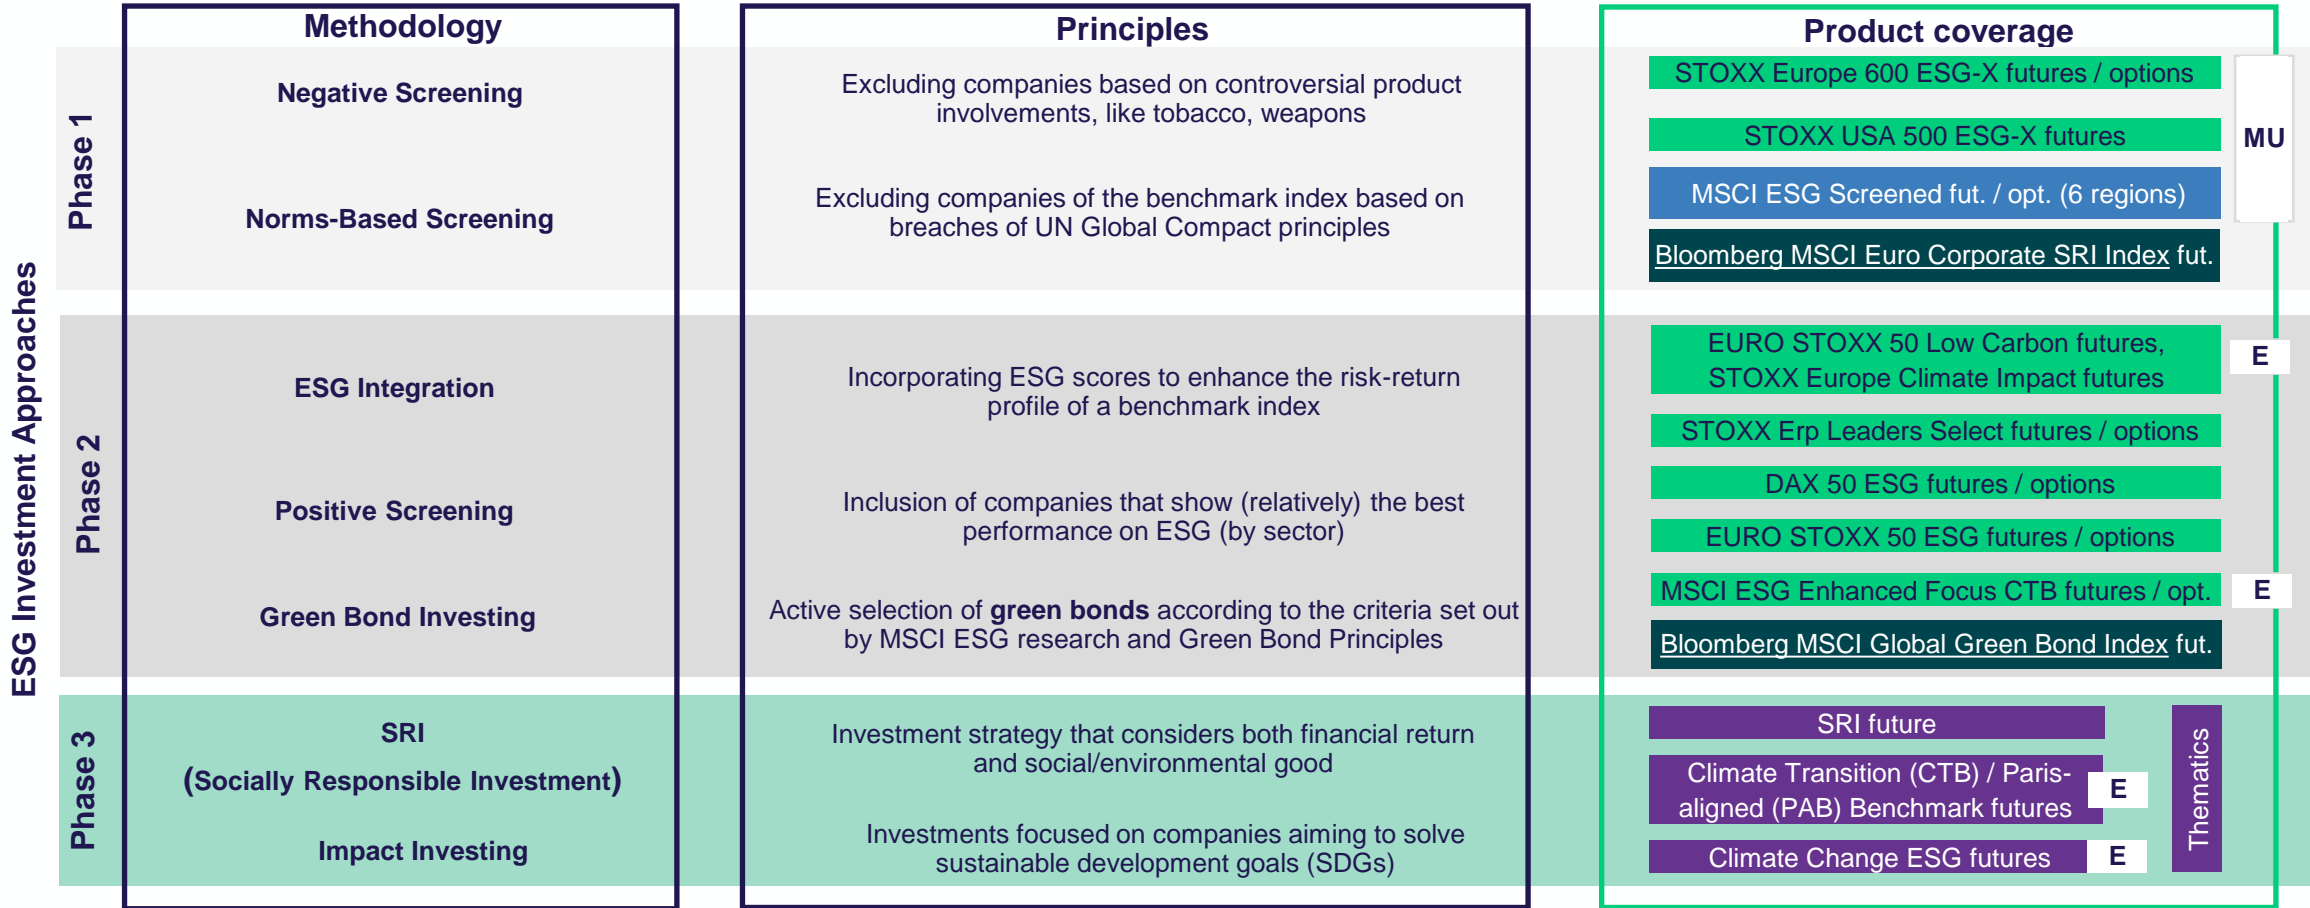 Methodology
Principles
Product coverage
ESG Investment Approaches
Phase 1
Negative Screening
Excluding companies based on controversial product
involvements, like tobacco, weapons
Norms-Based Screening
Excluding companies of the benchmark index based on
breaches of UN Global Compact principles
STOXX Europe 600 ESG-X futures / options
STOXX USA 500 ESG-X futures
MSCI ESG Screened fut. / opt. (6 regions)
Bloomberg MSCI Euro Corporate SRI Index fut.
MU
Phase 2
ESG Integration
Incorporating ESG scores to enhance the risk-return
profile of a benchmark index
Positive Screening
Inclusion of companies that show (relatively) the best
performance on ESG (by sector)
Green Bond Investing
Active selection of green bonds according to the criteria set out
by MSCI ESG research and Green Bond Principles
EURO STOXX 50 Low Carbon futures,
STOXX Europe Climate Impact futures
E
STOXX Erp Leaders Select futures / options
DAX 50 ESG futures / options
EURO STOXX 50 ESG futures / options
MSCI ESG Enhanced Focus CTB futures / opt.
E
Bloomberg MSCI Global Green Bond Index fut.
Phase 3
SRI
(Socially Responsible Investment)
Investment strategy that considers both financial return
and social/environmental good
Impact Investing
Investments focused on companies aiming to solve
sustainable development goals (SDGs)
SRI future
Climate Transition (CTB) / Paris-
aligned (PAB) Benchmark futures
E
Climate Change ESG futures
E
Thematics